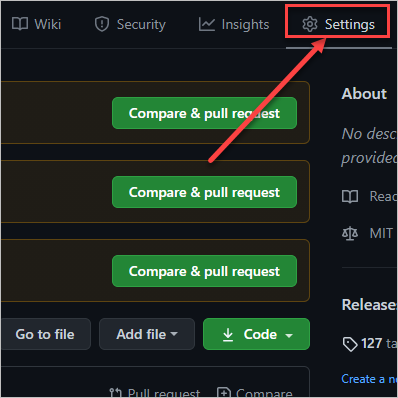 Wiki Security Insights Settings
Compare & pull request
Compare & pull request
Compare & pull request
Go to file Add file Code
Pull request Compare
About
No desc
provided
Read
MIT
Releases
127 ta
Create a ne